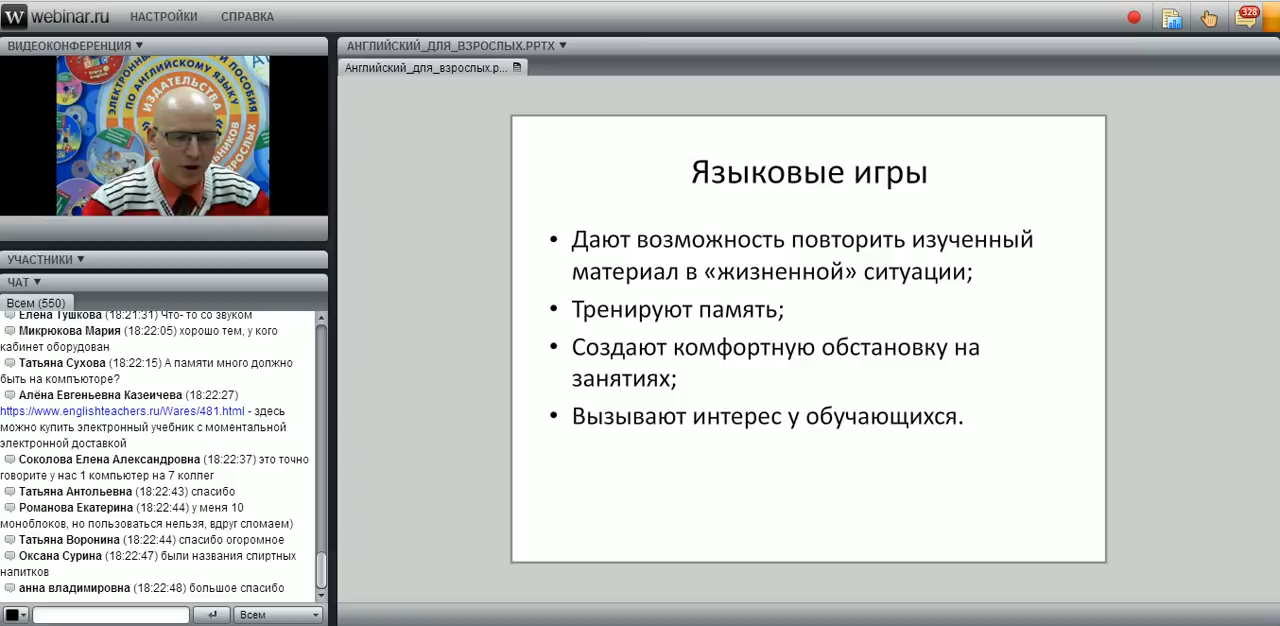 webinar.ru НАСТРОЙКИ СПРАВКА
328
ВИДЕОКОНФЕРЕНЦИЯ
ЭЛЕКТРОННЫЕ ПОСОБИЯ
ПО АНГЛИЙСКОМУ ЯЗЫКУ
ИЗДАТЕЛЬСТВА
УЧАСТНИКИ
ЧАТ
Всем (550)
Елена Тушкова (18:21:31) Что- то со звуком
Микрюкова Мария (18:22:05) хорошо тем, у кого
кабинет оборудован
Татьяна Сухова (18:22:15) А памяти много должно
быть на компъюторе?
Алёна Евгеньевна Казеичева (18:22:27)
https://www.englishteachers.ru/Wares/481.html - здесь
можно купить электронный учебник с моментальной
электронной доставкой
Соколова Елена Александровна (18:22:37) это точно
говорите у нас 1 компьютер на 7 коллег
Татьяна Антольевна (18:22:43) спасибо
Романова Екатерина (18:22:44) у меня 10
моноблоков, но пользоваться нельзя, вдруг сломаем)
Татьяна Воронина (18:22:44) спасибо огоромное
Оксана Сурина (18:22:47) были названия спиртных
напитков
анна владимировна (18:22:48) большое спасибо
Всем
АНГЛИЙСКИЙ_ДЛЯ_ВЗРОСЛЫХ.PPTX
Английский_для_взрослых.p...
Языковые игры
• Дают возможность повторить изученный
материал в «жизненной» ситуации;
• Тренируют память;
• Создают комфортную обстановку на
занятиях;
• Вызывают интерес у обучающихся.